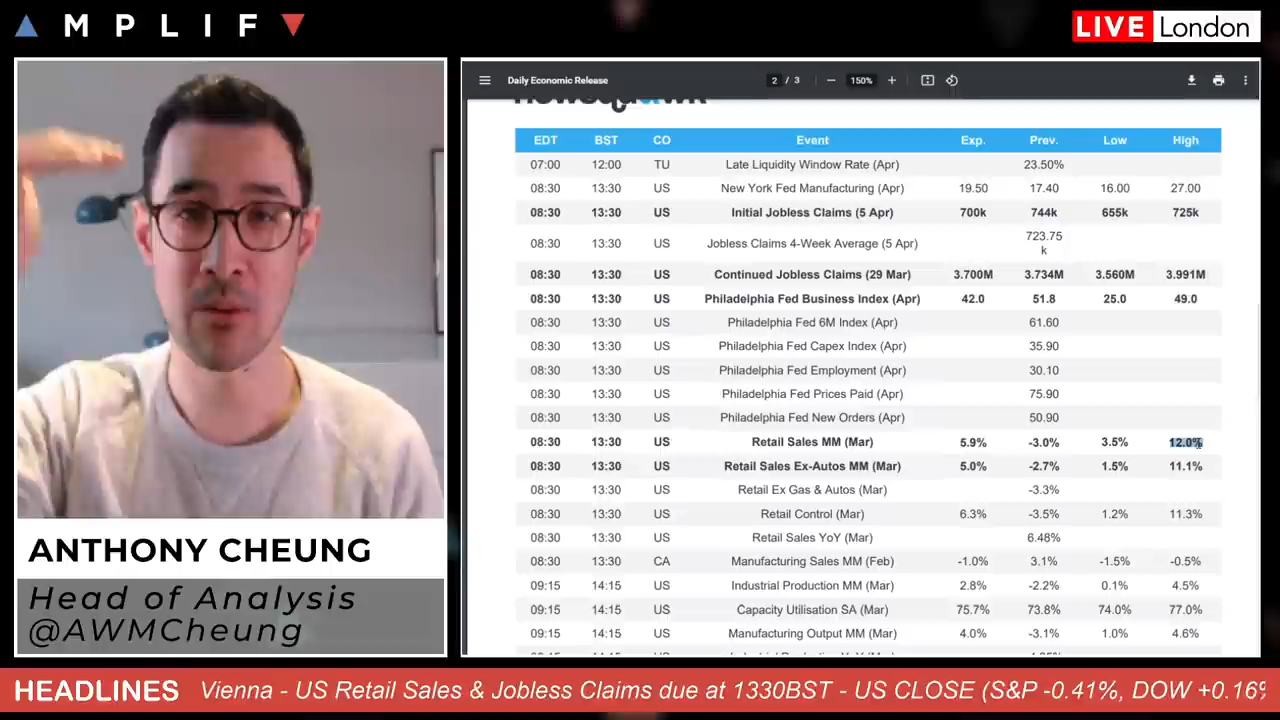 AMPLIFY
LIVE London
Daily Economic Release
2 / 3
150%
newsquawk
EDT BST CO Event Exp. Prev. Low High
07:00 12:00 TU Late Liquidity Window Rate (Apr) 23.50%
08:30 13:30 US New York Fed Manufacturing (Apr) 19.50 17.40 16.00 27.00
08:30 13:30 US Initial Jobless Claims (5 Apr) 700k 744k 655k 725k
08:30 13:30 US Jobless Claims 4-Week Average (5 Apr) 723.75
k
08:30 13:30 US Continued Jobless Claims (29 Mar) 3.700M 3.734M 3.560M 3.991M
08:30 13:30 US Philadelphia Fed Business Index (Apr) 42.0 51.8 25.0 49.0
08:30 13:30 US Philadelphia Fed 6M Index (Apr) 61.60
08:30 13:30 US Philadelphia Fed Capex Index (Apr) 35.90
08:30 13:30 US Philadelphia Fed Employment (Apr) 30.10
08:30 13:30 US Philadelphia Fed Prices Paid (Apr) 75.90
08:30 13:30 US Philadelphia Fed New Orders (Apr) 50.90
08:30 13:30 US Retail Sales MM (Mar) 5.9% -3.0% 3.5% 12.0%
08:30 13:30 US Retail Sales Ex-Autos MM (Mar) 5.0% -2.7% 1.5% 11.1%
08:30 13:30 US Retail Ex Gas & Autos (Mar) -3.3%
08:30 13:30 US Retail Control (Mar) 6.3% -3.5% 1.2% 11.3%
08:30 13:30 US Retail Sales YoY (Mar) 6.48%
08:30 13:30 CA Manufacturing Sales MM (Feb) -1.0% 3.1% -1.5% -0.5%
09:15 14:15 US Industrial Production MM (Mar) 2.8% -2.2% 0.1% 4.5%
09:15 14:15 US Capacity Utilisation SA (Mar) 75.7% 73.8% 74.0% 77.0%
09:15 14:15 US Manufacturing Output MM (Mar) 4.0% -3.1% 1.0% 4.6%
ANTHONY CHEUNG
Head of Analysis
@AWMCheung
HEADLINES Vienna - US Retail Sales & Jobless Claims due at 1330BST - US CLOSE (S&P -0.41%, DOW +0.16%